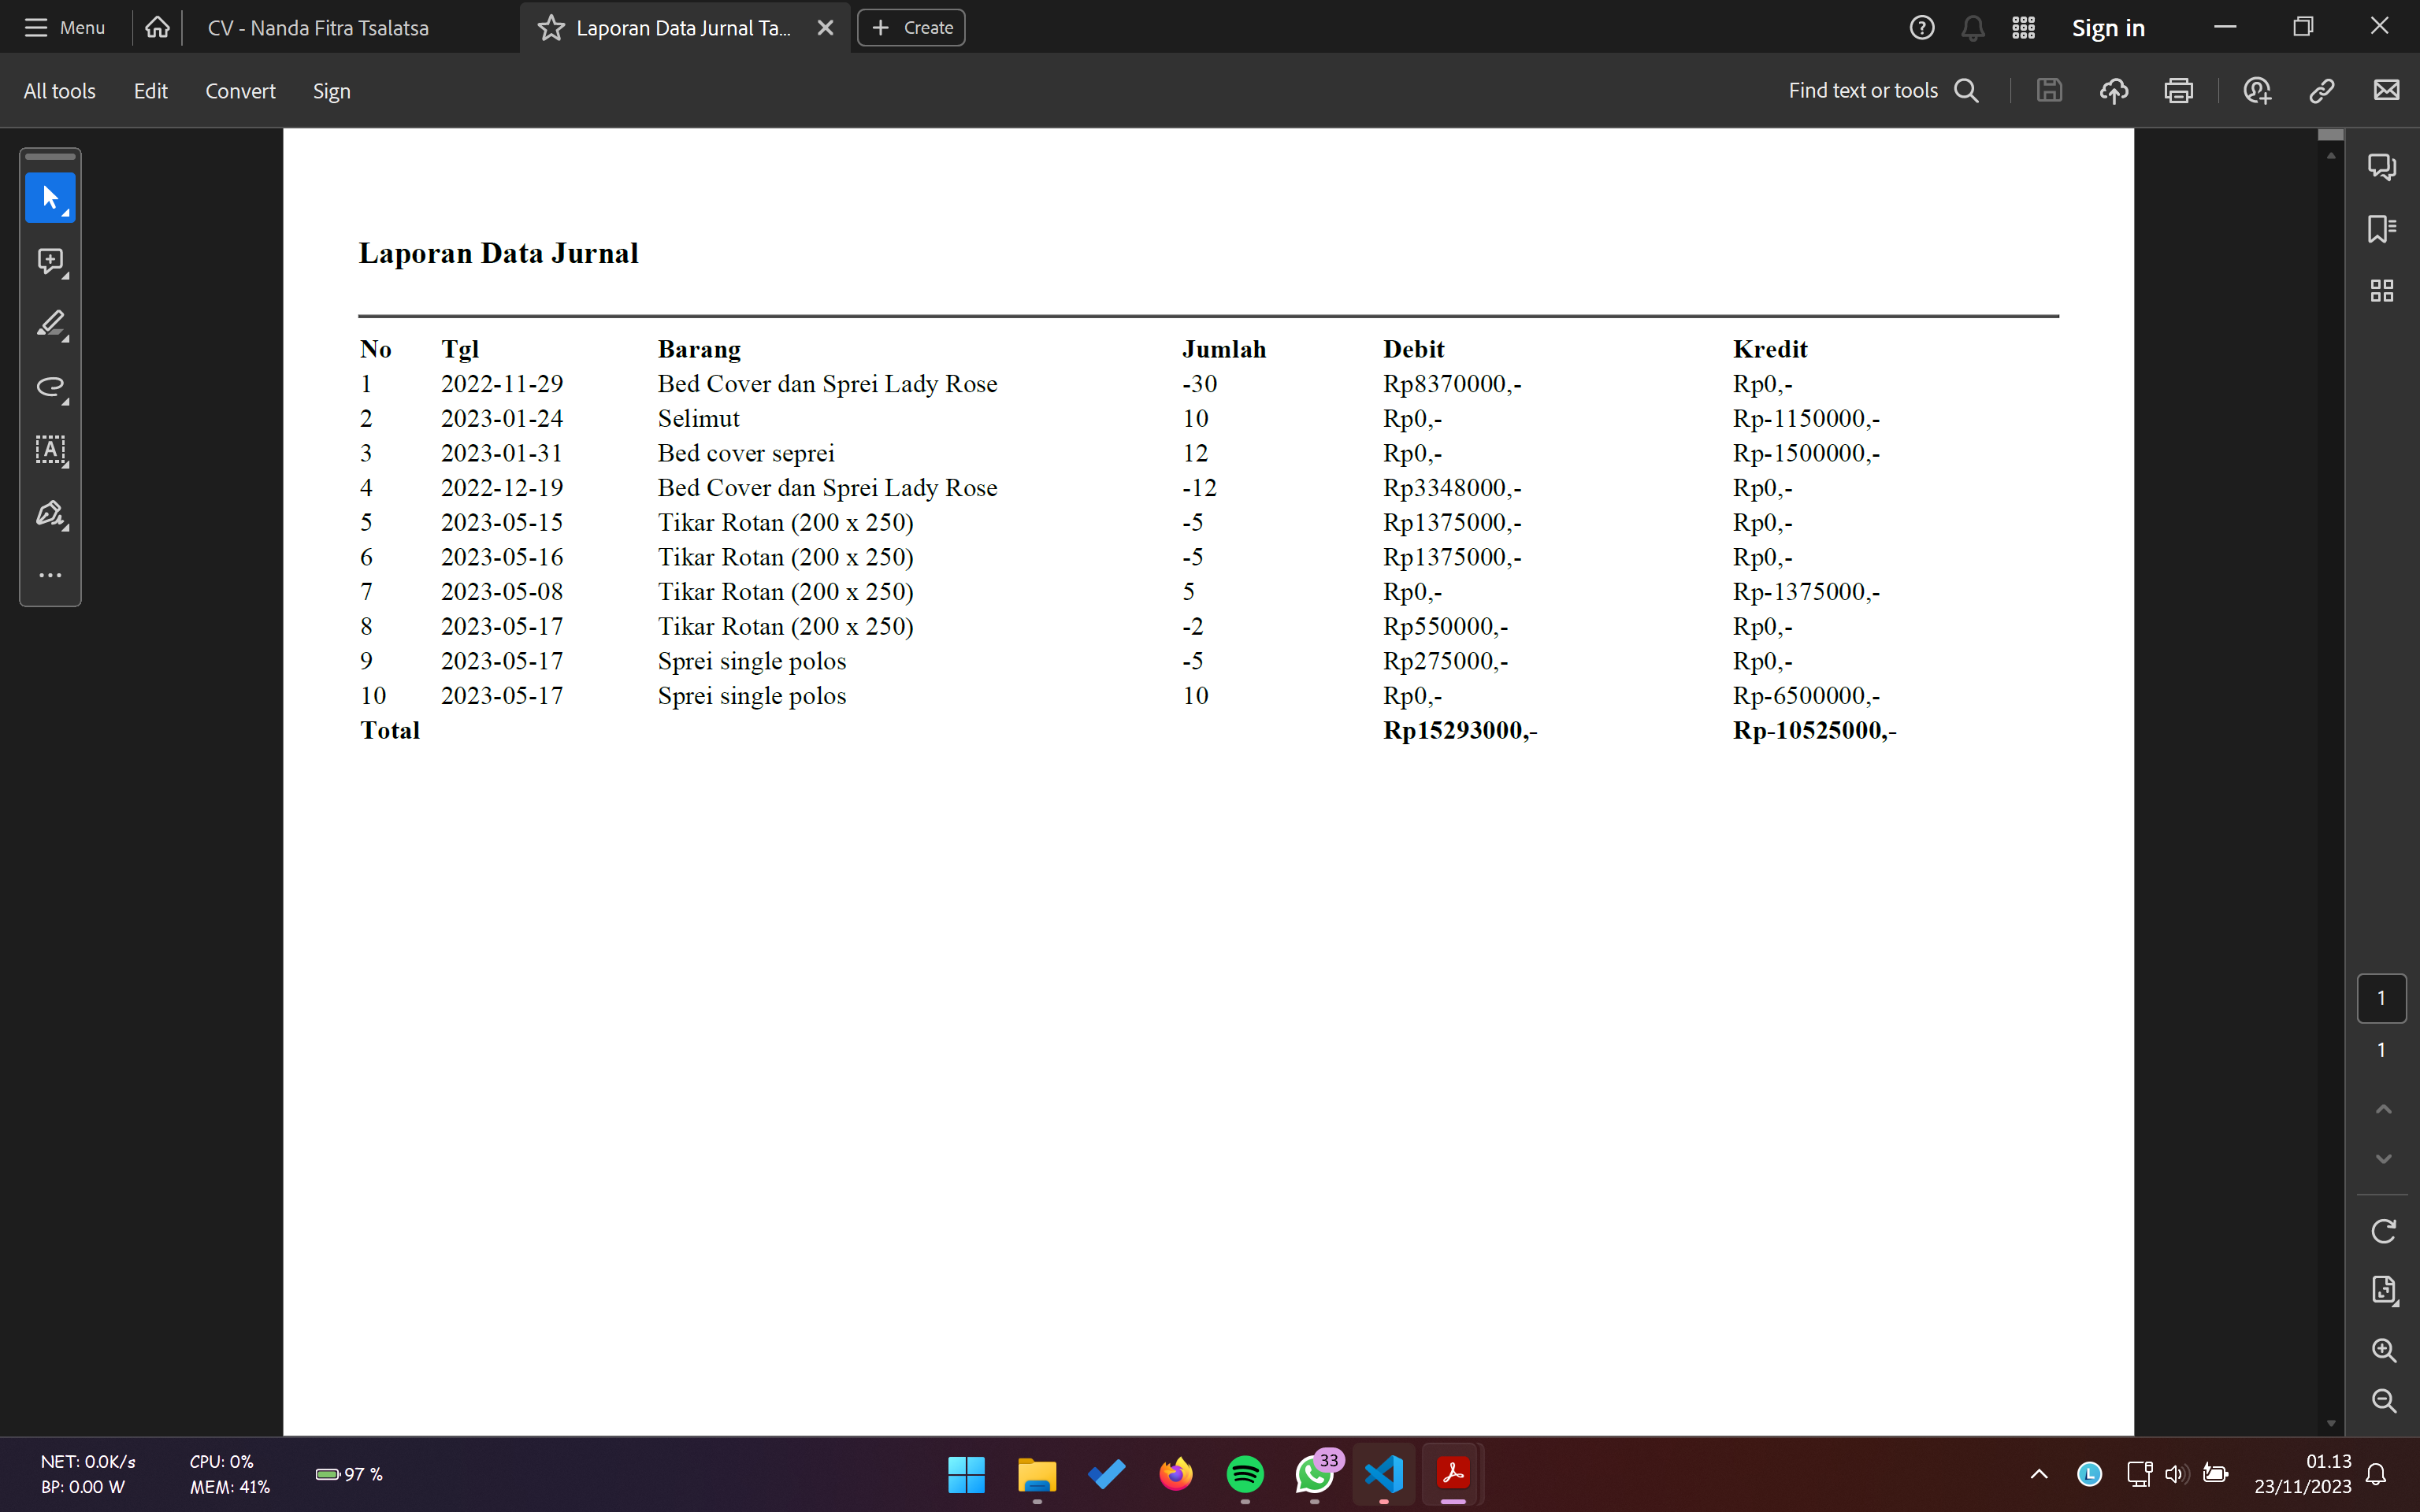 Menu CV - Nanda Fitra Tsalatsa Laporan Data Jurnal Ta... Create Sign in
All tools Edit Convert Sign Find text or tools
Laporan Data Jurnal
No Tgl Barang Jumlah Debit Kredit
1 2022-11-29 Bed Cover dan Sprei Lady Rose -30 Rp8370000,- Rp0,-
2 2023-01-24 Selimut 10 Rp0,- Rp-1150000,-
3 2023-01-31 Bed cover seprei 12 Rp0,- Rp-1500000,-
4 2022-12-19 Bed Cover dan Sprei Lady Rose -12 Rp3348000,- Rp0,-
5 2023-05-15 Tikar Rotan (200 x 250) -5 Rp1375000,- Rp0,-
6 2023-05-16 Tikar Rotan (200 x 250) -5 Rp1375000,- Rp0,-
7 2023-05-08 Tikar Rotan (200 x 250) 5 Rp0,- Rp-1375000,-
8 2023-05-17 Tikar Rotan (200 x 250) -2 Rp550000,- Rp0,-
9 2023-05-17 Sprei single polos -5 Rp275000,- Rp0,-
10 2023-05-17 Sprei single polos 10 Rp0,- Rp-6500000,-
Total Rp15293000,- Rp-10525000,-
1
1
NET: 0.0K/s CPU: 0% 97 % 33 01.13
BP: 0.00 W MEM: 41% 23/11/2023